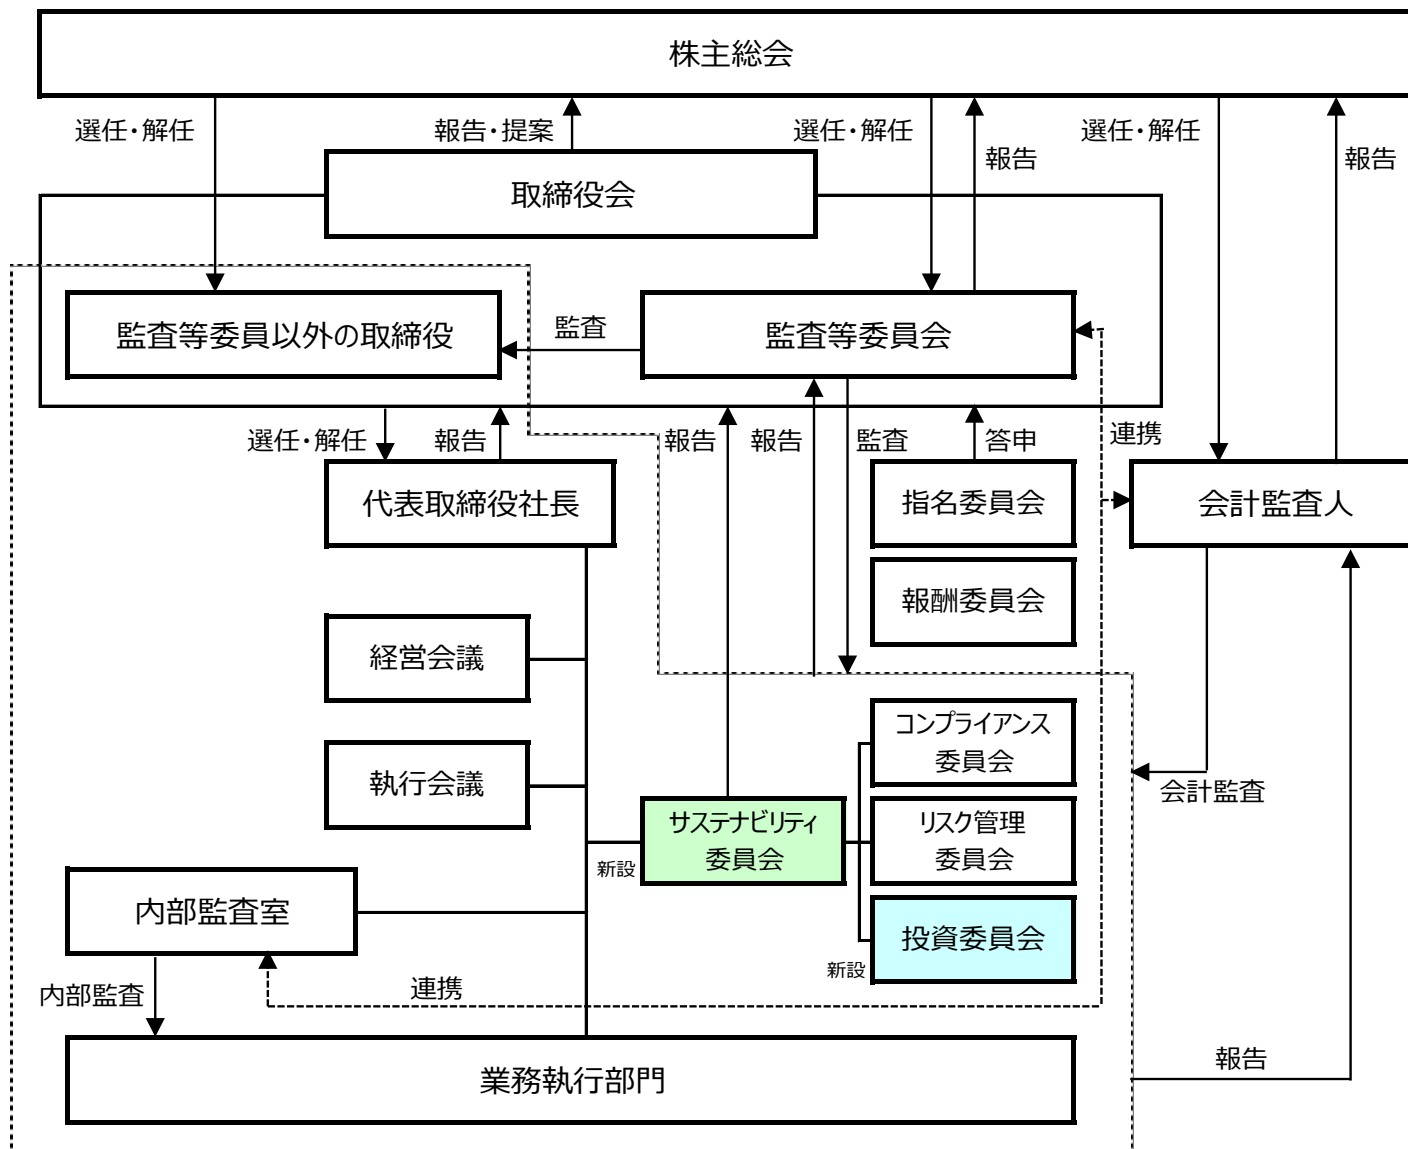 株主総会
選任・解任
報告・提案
選任・解任
報告
選任・解任
報告
取締役会
監査等委員以外の取締役
監査
監査等委員会
選任・解任
報告
報告
報告
監査
答申
連携
代表取締役社長
指名委員会
会計監査人
報酬委員会
経営会議
コンプライアンス
委員会
執行会議
会計監査
サステナビリティ
委員会
新設
リスク管理
委員会
内部監査室
投資委員会
新設
内部監査
連携
業務執行部門
報告